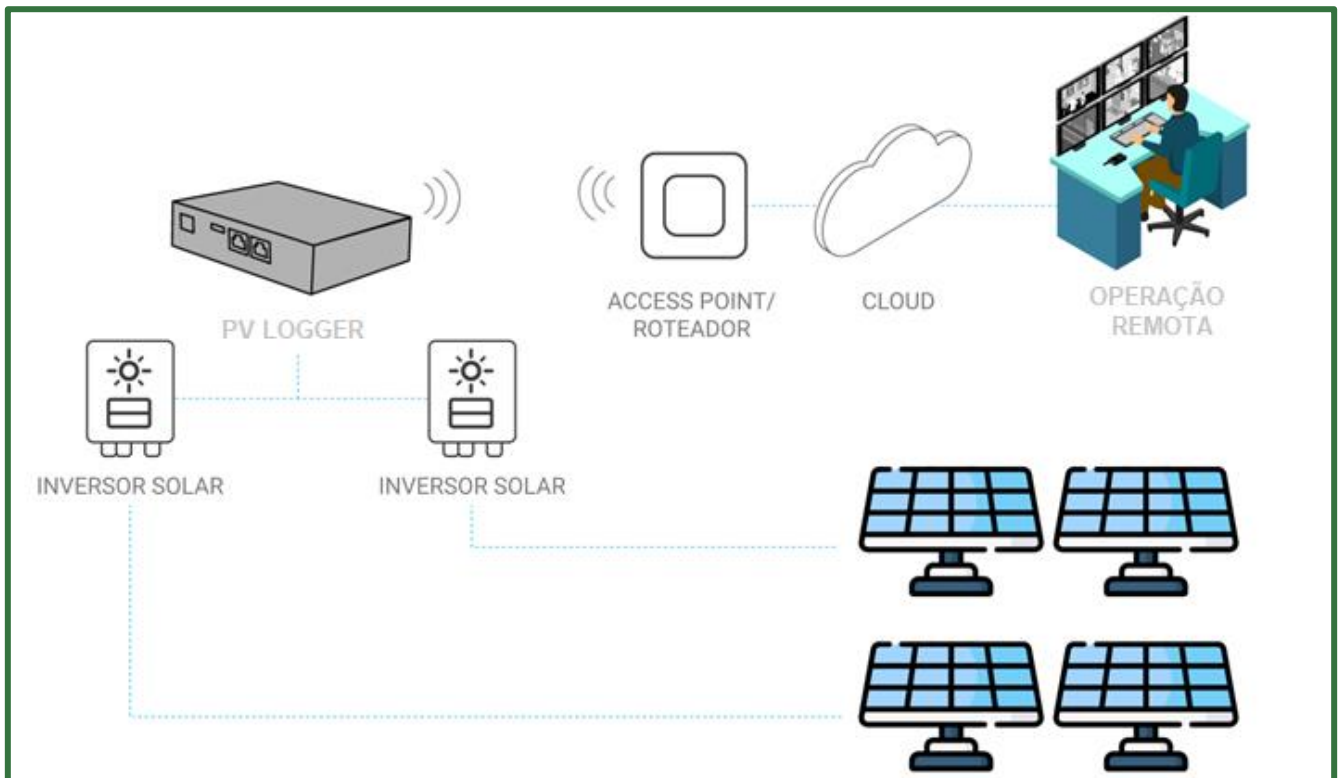 PV LOGGER
ACCESS POINT/
ROTEADOR
CLOUD
OPERAÇÃO
REMOTA
INVERSOR SOLAR
INVERSOR SOLAR